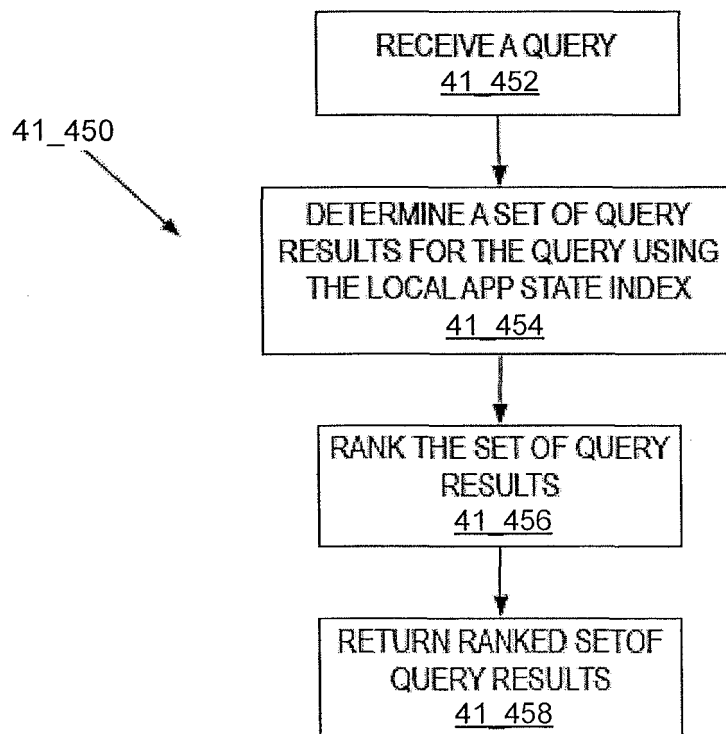 RECEIVE A QUERY
41_452
41_450
DETERMINE A SET OF QUERY
RESULTS FOR THE QUERY USING
THE LOCAL APP STATE INDEX
41_454
RANK THE SET OF QUERY
RESULTS
41_456
RETURN RANKED SETOF
QUERY RESULTS
41_458